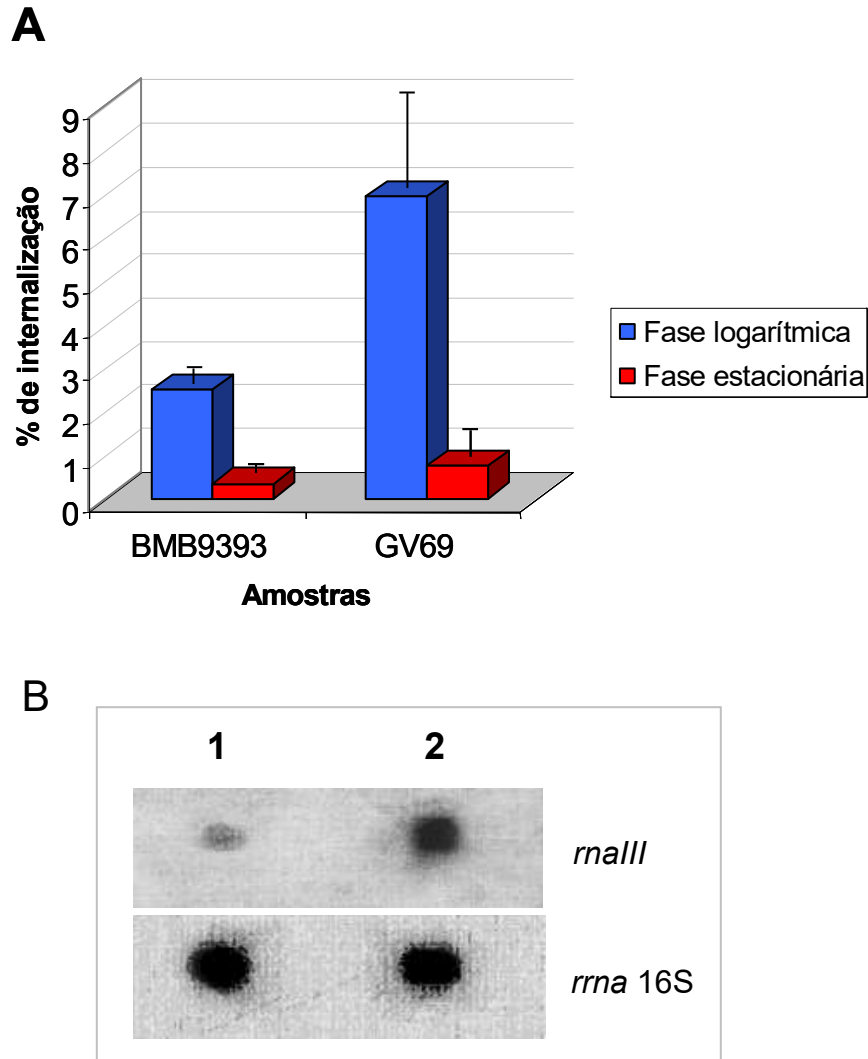 A
% de internalização
9
8
7
6
5
4
3
2
1
0
BMB9393 GV69
Amostras
Fase logarítmica
Fase estacionária
B
1 2
rnaIII
rrna 16S